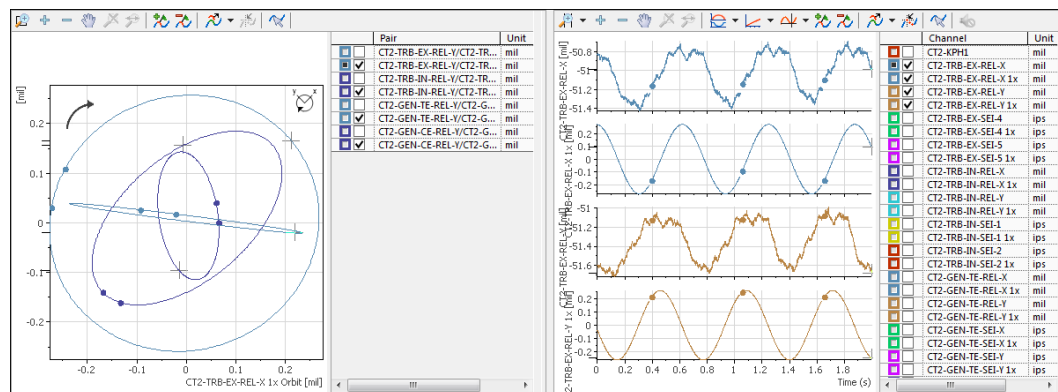 Pair Unit
CT2-TRB-EX-REL-Y/CT2-TR... mil
CT2-TRB-EX-REL-Y/CT2-TR... mil
CT2-TRB-IN-REL-Y/CT2-TR... mil
CT2-TRB-IN-REL-Y/CT2-TR... mil
CT2-GEN-TE-REL-Y/CT2-G... mil
CT2-GEN-TE-REL-Y/CT2-G... mil
CT2-GEN-CE-REL-Y/CT2-G... mil
CT2-GEN-CE-REL-Y/CT2-G... mil
[mil]
Y X
0.2
0.1
0
-0.1
-0.2
-0.2 -0.1 0 0.1 0.2
CT2-TRB-EX-REL-X 1x Orbit [mil]
CT2-TRB-EX-REL-X [mil]
-50.8
-51
-51.2
-51.4
CT2-TRB-EX-REL-X 1x [mil]
0.2
0.1
0
-0.1
-0.2
CT2-TRB-EX-REL-Y [mil]
-51
-51.2
-51.4
-51.6
CT2-TRB-EX-REL-Y 1x [mil]
0.2
0.1
0
-0.2
0 0.2 0.4 0.6 0.8 1 1.2 1.4 1.6 1.8
Time (s)
Channel Unit
CT2-KPH1 mil
CT2-TRB-EX-REL-X mil
CT2-TRB-EX-REL-X 1x mil
CT2-TRB-EX-REL-Y mil
CT2-TRB-EX-REL-Y 1x mil
CT2-TRB-EX-SEI-4 ips
CT2-TRB-EX-SEI-4 1x ips
CT2-TRB-EX-SEI-5 ips
CT2-TRB-EX-SEI-5 1x ips
CT2-TRB-IN-REL-X mil
CT2-TRB-IN-REL-X 1x mil
CT2-TRB-IN-REL-Y mil
CT2-TRB-IN-REL-Y 1x mil
CT2-TRB-IN-SEI-1 ips
CT2-TRB-IN-SEI-1 1x ips
CT2-TRB-IN-SEI-2 ips
CT2-TRB-IN-SEI-2 1x ips
CT2-GEN-TE-REL-X mil
CT2-GEN-TE-REL-X 1x mil
CT2-GEN-TE-REL-Y mil
CT2-GEN-TE-REL-Y 1x mil
CT2-GEN-TE-SEI-X ips
CT2-GEN-TE-SEI-X 1x ips
CT2-GEN-TE-SEI-Y ips
CT2-GEN-TE-SEI-Y 1x ips